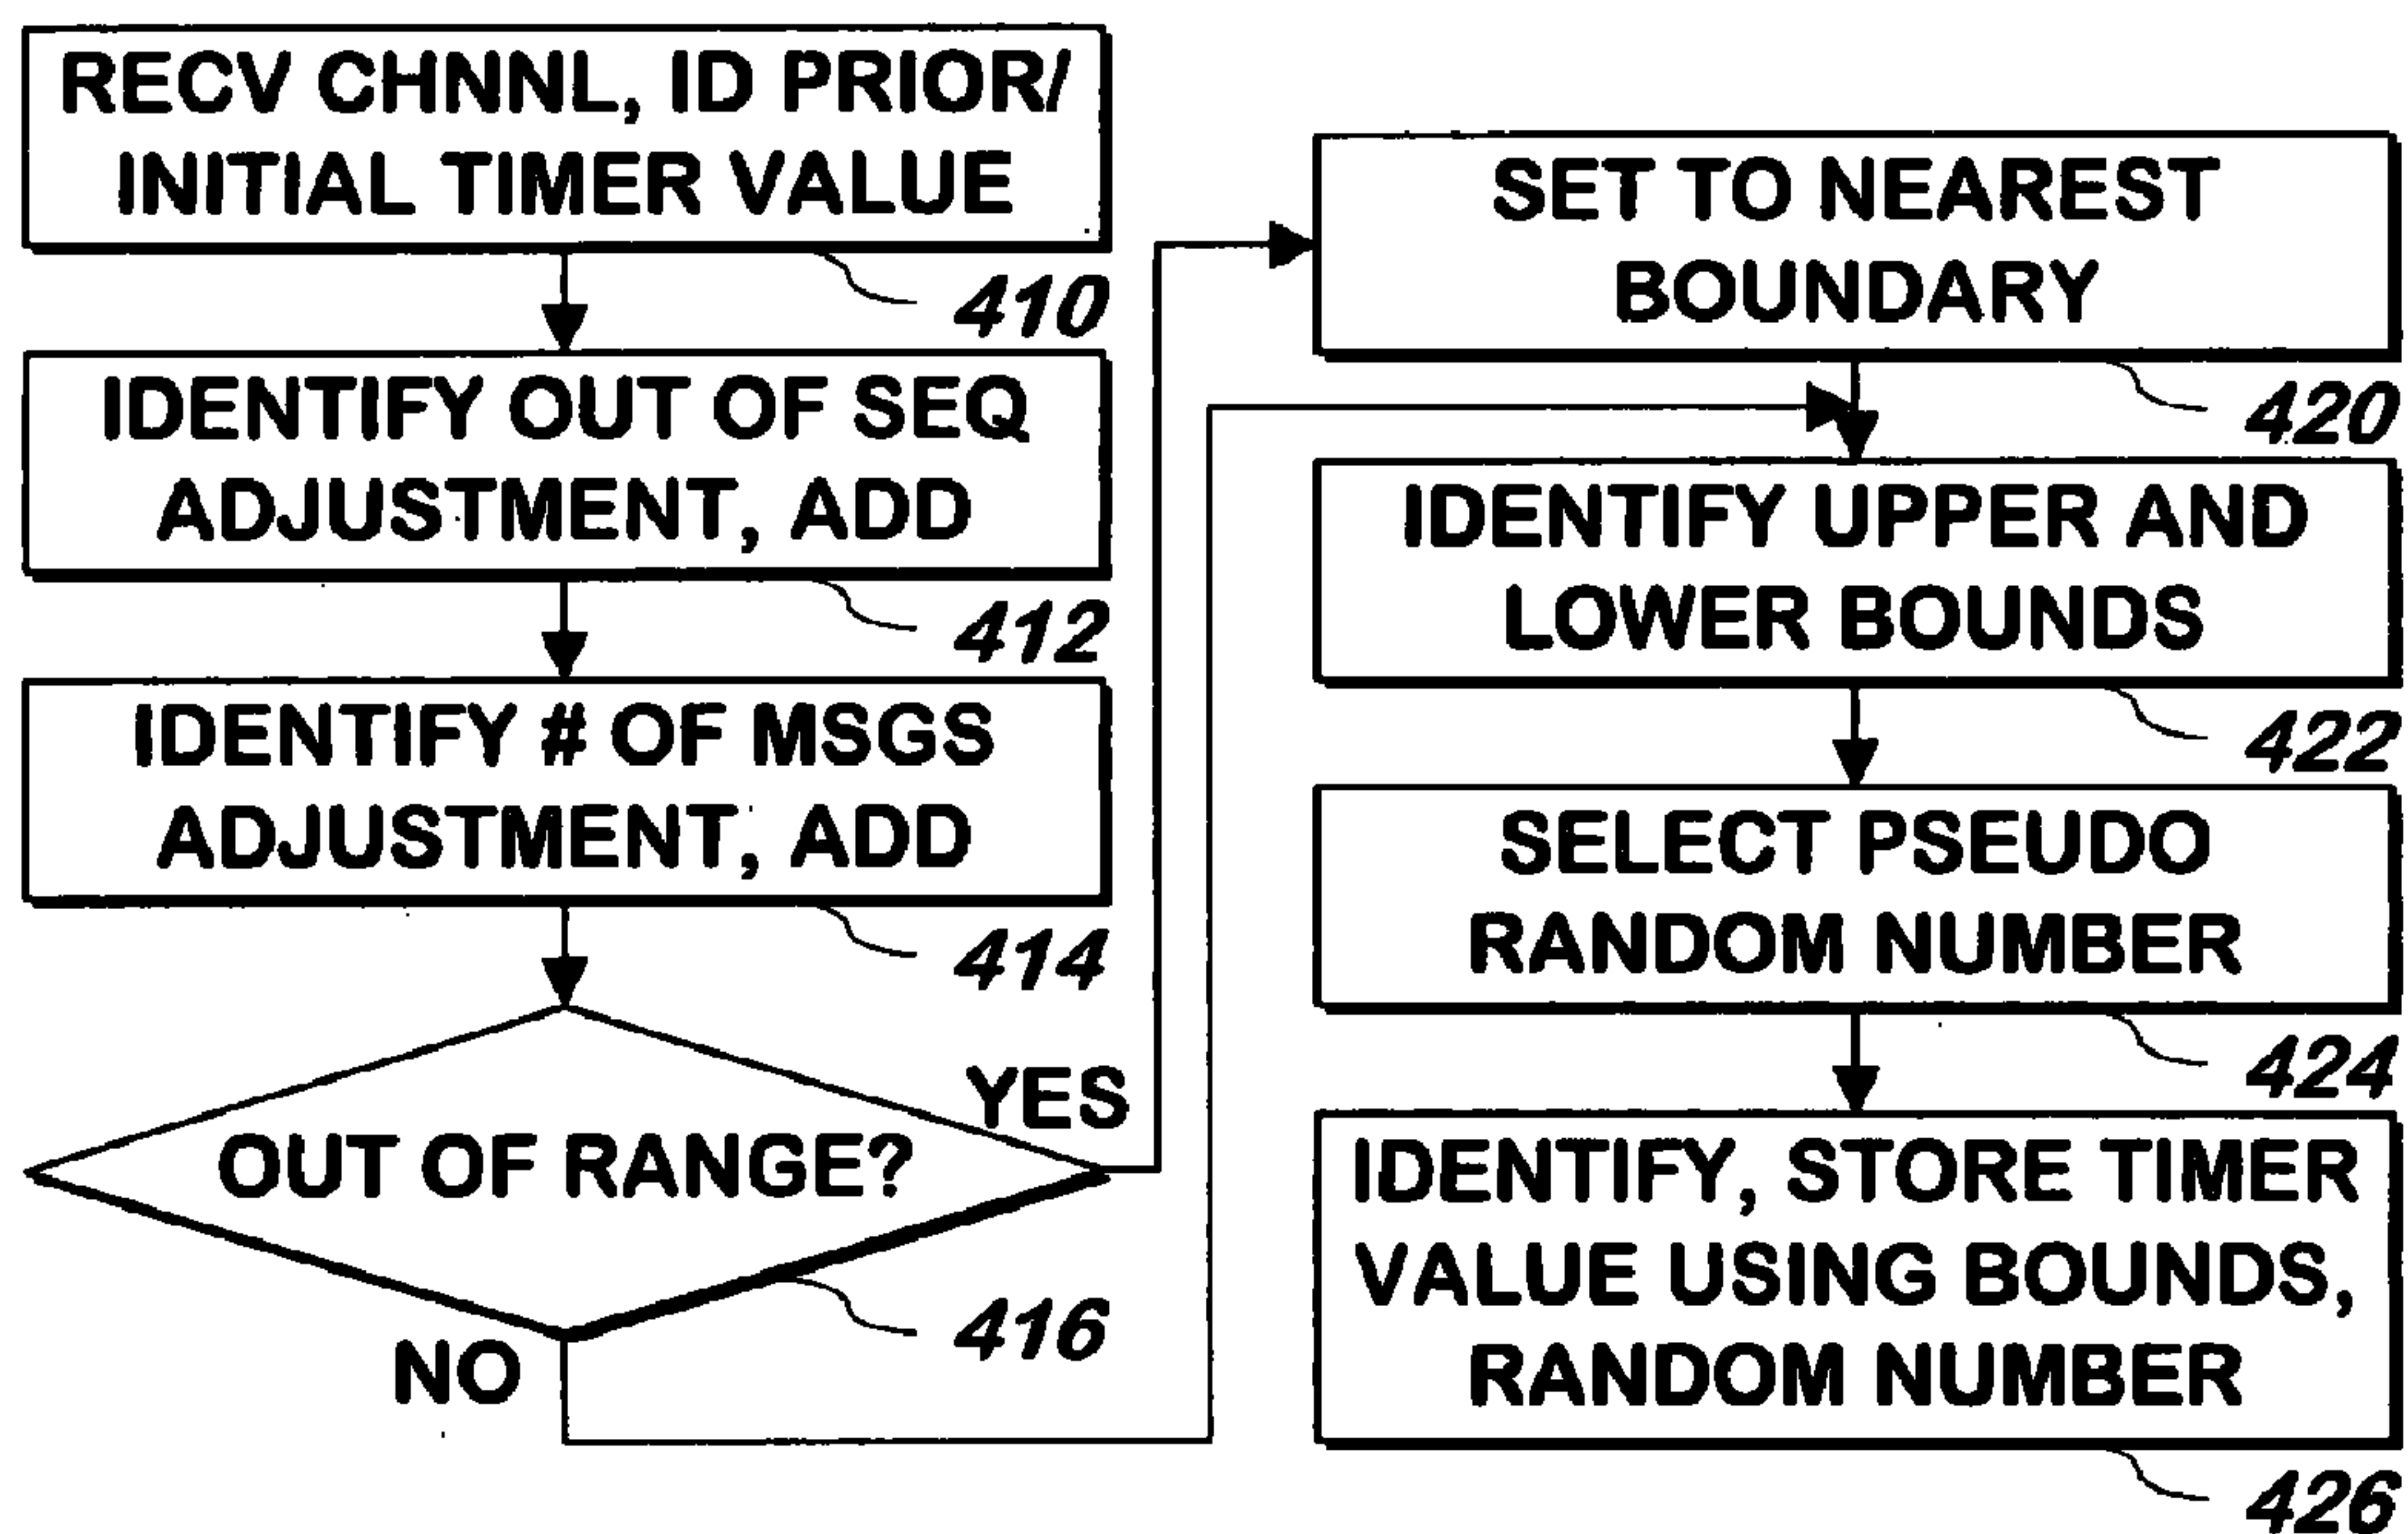 RECV CHNNL, ID PRIOR/
INITIAL TIMER VALUE
410
IDENTIFY OUT OF SEQ
ADJUSTMENT, ADD
412
IDENTIFY # OF MSGS
ADJUSTMENT, ADD
414
OUT OF RANGE?
YES
416
NO
SET TO NEAREST
BOUNDARY
420
IDENTIFY UPPER AND
LOWER BOUNDS
422
SELECT PSEUDO
RANDOM NUMBER
424
IDENTIFY, STORE TIMER
VALUE USING BOUNDS,
RANDOM NUMBER
426